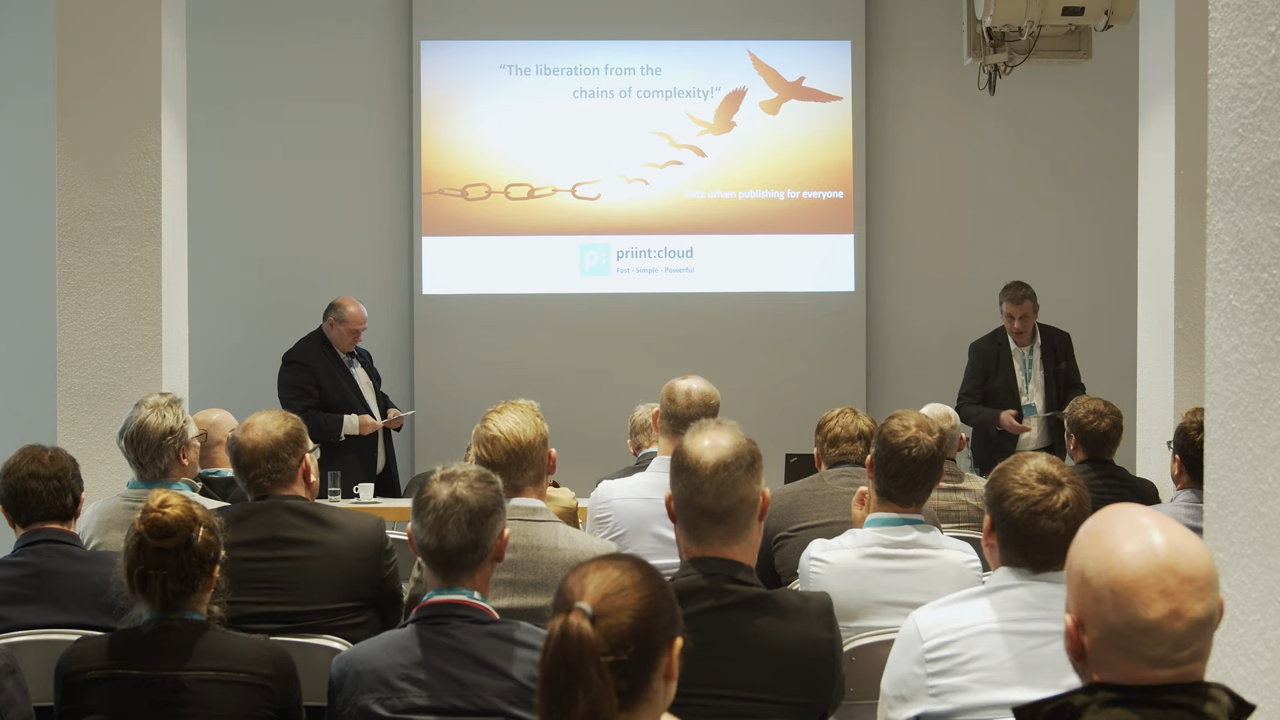 “The liberation from the
chains of complexity!“
driven publishing for everyone
p:
priint:cloud
Fast - Simple - Powerful